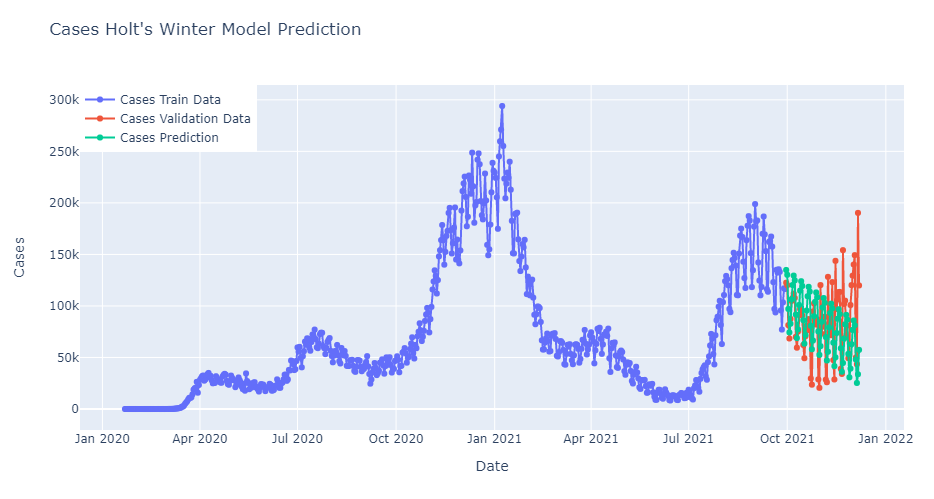 Cases Holt's Winter Model Prediction
Cases Train Data
Cases Validation Data
Cases Prediction
300k
250k
200k
150k
100k
50k
0
Cases
Jan 2020
Apr 2020
Jul 2020
Oct 2020
Jan 2021
Apr 2021
Jul 2021
Oct 2021
Jan 2022
Date